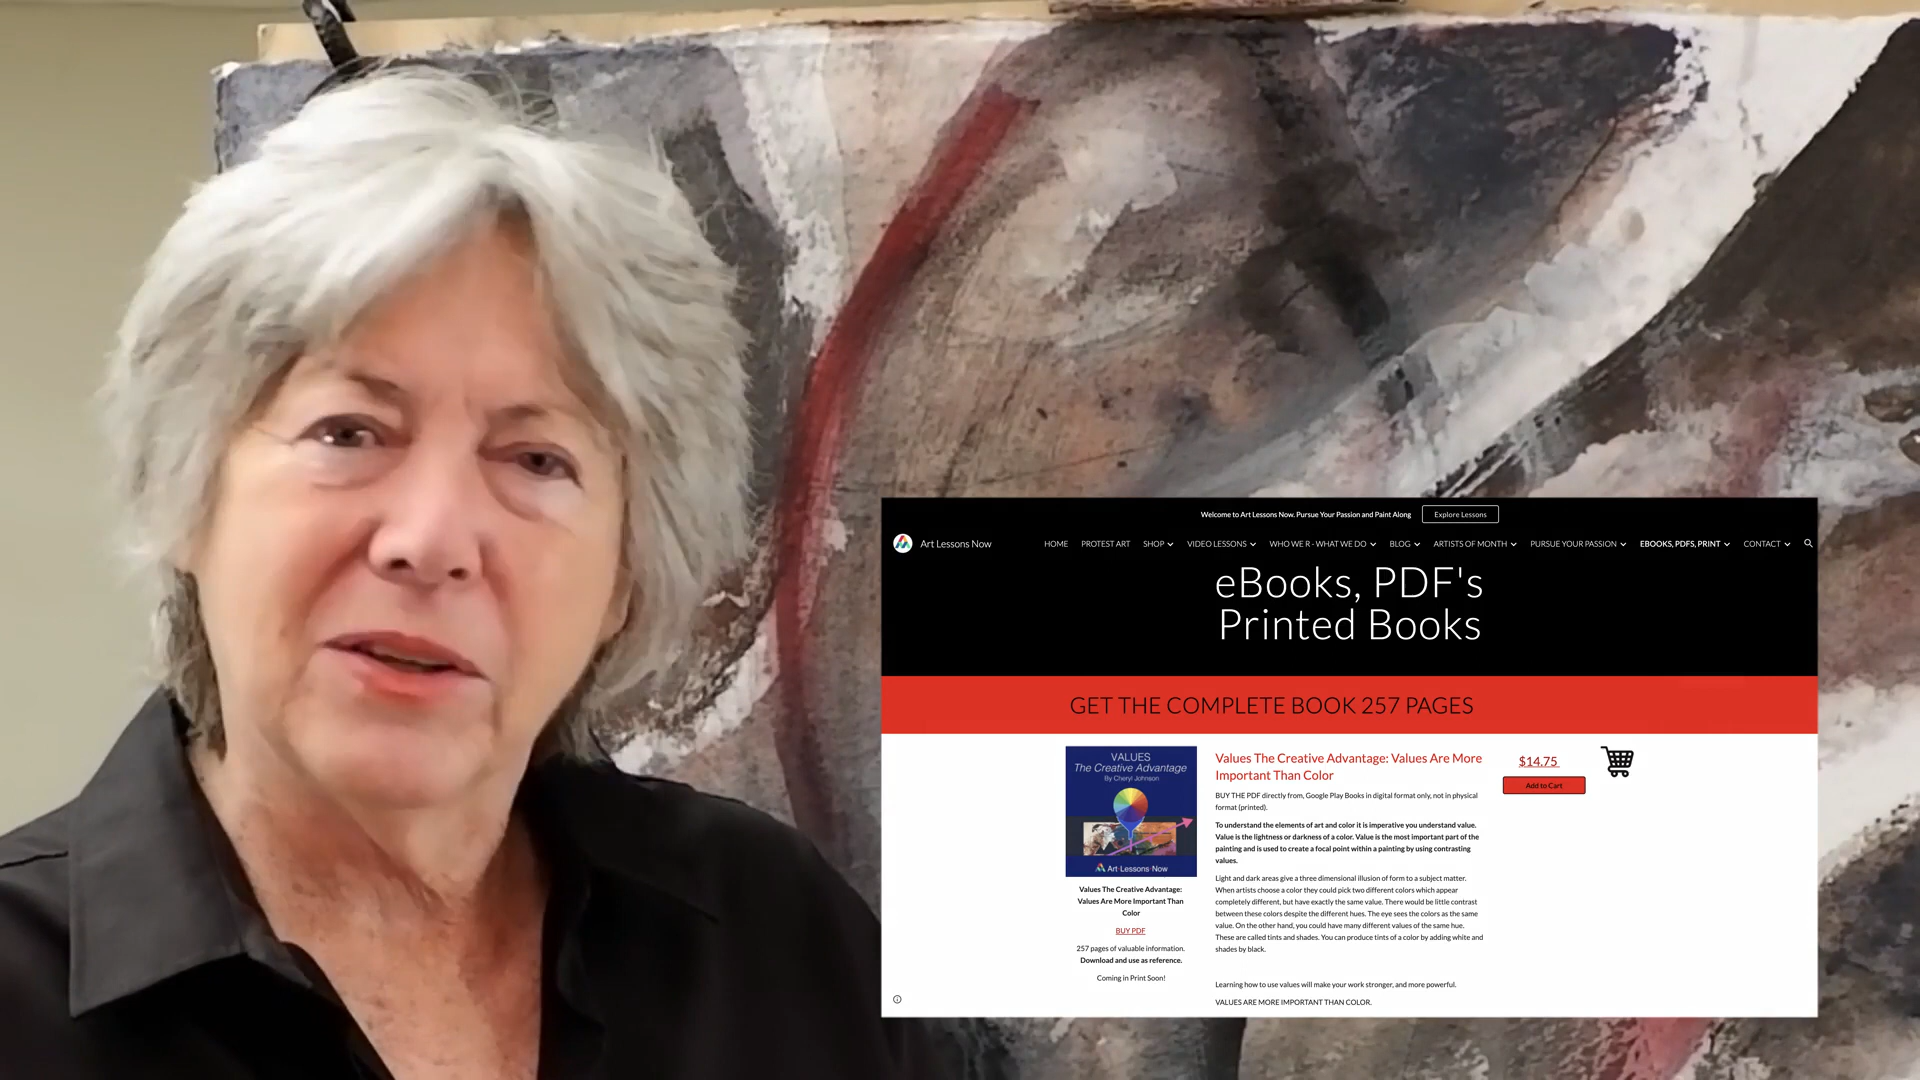 Welcome to Art Lessons Now. Pursue Your Passion and Paint Along
Explore Lessons
Art Lessons Now
HOME
PROTEST ART
SHOP
VIDEO LESSONS
WHO WE R - WHAT WE DO
BLOG
ARTISTS OF MONTH
PURSUE YOUR PASSION
EBOOKS, PDFS, PRINT
CONTACT
eBooks, PDF's
Printed Books
GET THE COMPLETE BOOK 257 PAGES
VALUES
The Creative Advantage
By Cheryl Johnson
Art-Lessons-Now
Values The Creative Advantage:
Values Are More Important Than
Color
BUY PDF
257 pages of valuable information.
Download and use as reference.
Coming in Print Soon!
Values The Creative Advantage: Values Are More
Important Than Color
BUY THE PDF directly from, Google Play Books in digital format only, not in physical
format (printed).
To understand the elements of art and color it is imperative you understand value.
Value is the lightness or darkness of a color. Value is the most important part of the
painting and is used to create a focal point within a painting by using contrasting
values.
Light and dark areas give a three dimensional illusion of form to a subject matter.
When artists choose a color they could pick two different colors which appear
completely different, but have exactly the same value. There would be little contrast
between these colors despite the different hues. The eye sees the colors as the same
value. On the other hand, you could have many different values of the same hue.
These are called tints and shades. You can produce tints of a color by adding white and
shades by black.
Learning how to use values will make your work stronger, and more powerful.
VALUES ARE MORE IMPORTANT THAN COLOR.
$14.75
Add to Cart